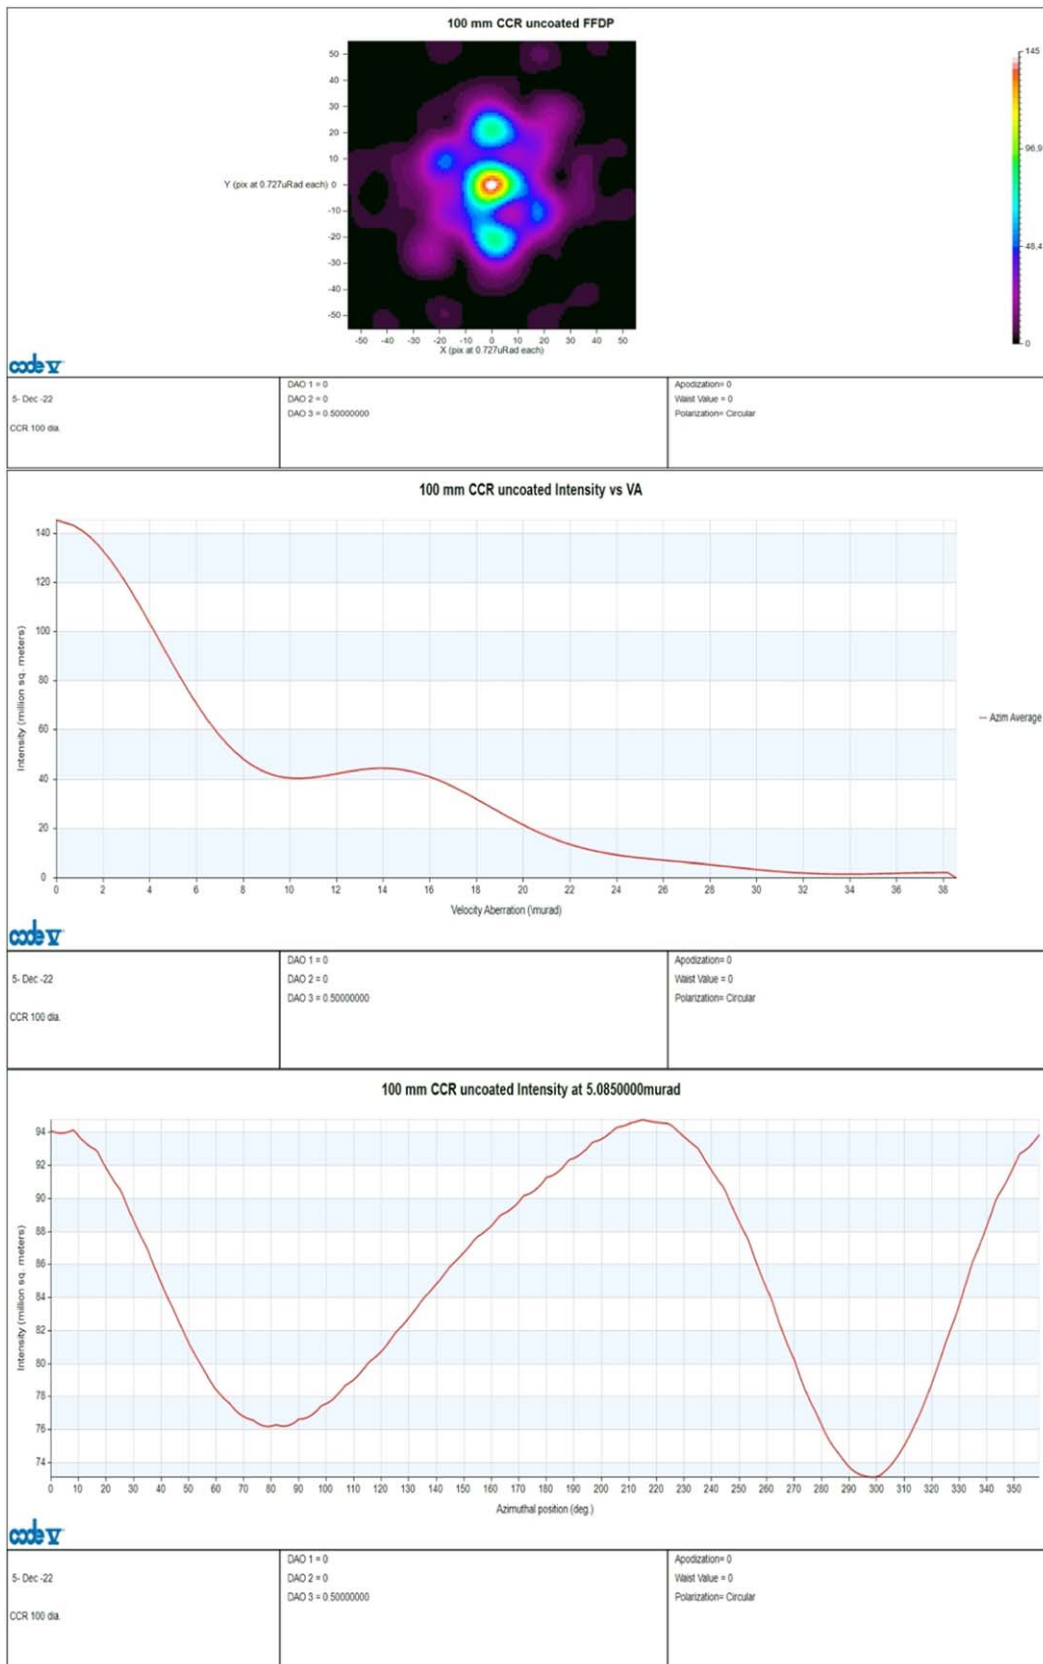 100 mm CCR uncoated FFDP
50
40
30
20
10
Y (pix at 0.727uRad each) 0
-10
-20
-30
-40
-50
-50 -40 -30 -20 -10 0 10 20 30 40 50
X (pix at 0.727uRad each)
145
96,9
48,4
0
code V
5- Dec -22
CCR 100 dia.
DAO 1 = 0
DAO 2 = 0
DAO 3 = 0.50000000
Apodization= 0
Waist Value = 0
Polarization= Circular
100 mm CCR uncoated Intensity vs VA
Intensity (million sq. meters)
140
120
100
80
60
40
20
0
0 2 4 6 8 10 12 14 16 18 20 22 24 26 28 30 32 34 36 38
Velocity Aberration (\murad)
Azim Average
code V
5- Dec -22
CCR 100 dia.
DAO 1 = 0
DAO 2 = 0
DAO 3 = 0.50000000
Apodization= 0
Waist Value = 0
Polarization= Circular
100 mm CCR uncoated Intensity at 5.0850000murad
Intensity (million sq. meters)
94
92
90
88
86
84
82
80
78
76
74
0 10 20 30 40 50 60 70 80 90 100 110 120 130 140 150 160 170 180 190 200 210 220 230 240 250 260 270 280 290 300 310 320 330 340 350
Azimuthal position (deg.)
code V
5- Dec -22
CCR 100 dia.
DAO 1 = 0
DAO 2 = 0
DAO 3 = 0.50000000
Apodization= 0
Waist Value = 0
Polarization= Circular